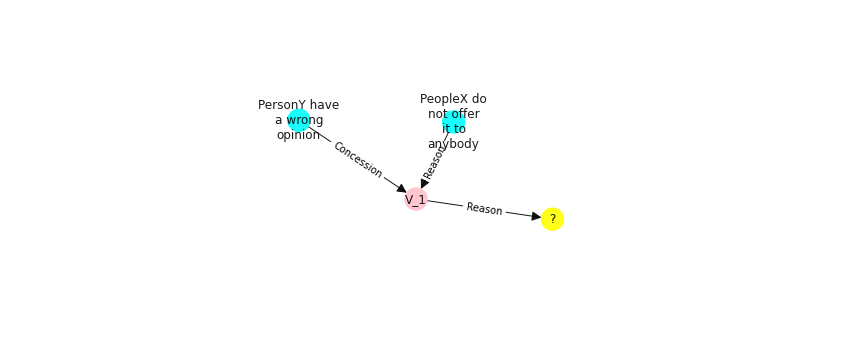 PersonY have
a wrong
opinion
PeopleX do
not offer
it to
anybody
Concession
Reason
V_1
Reason
?